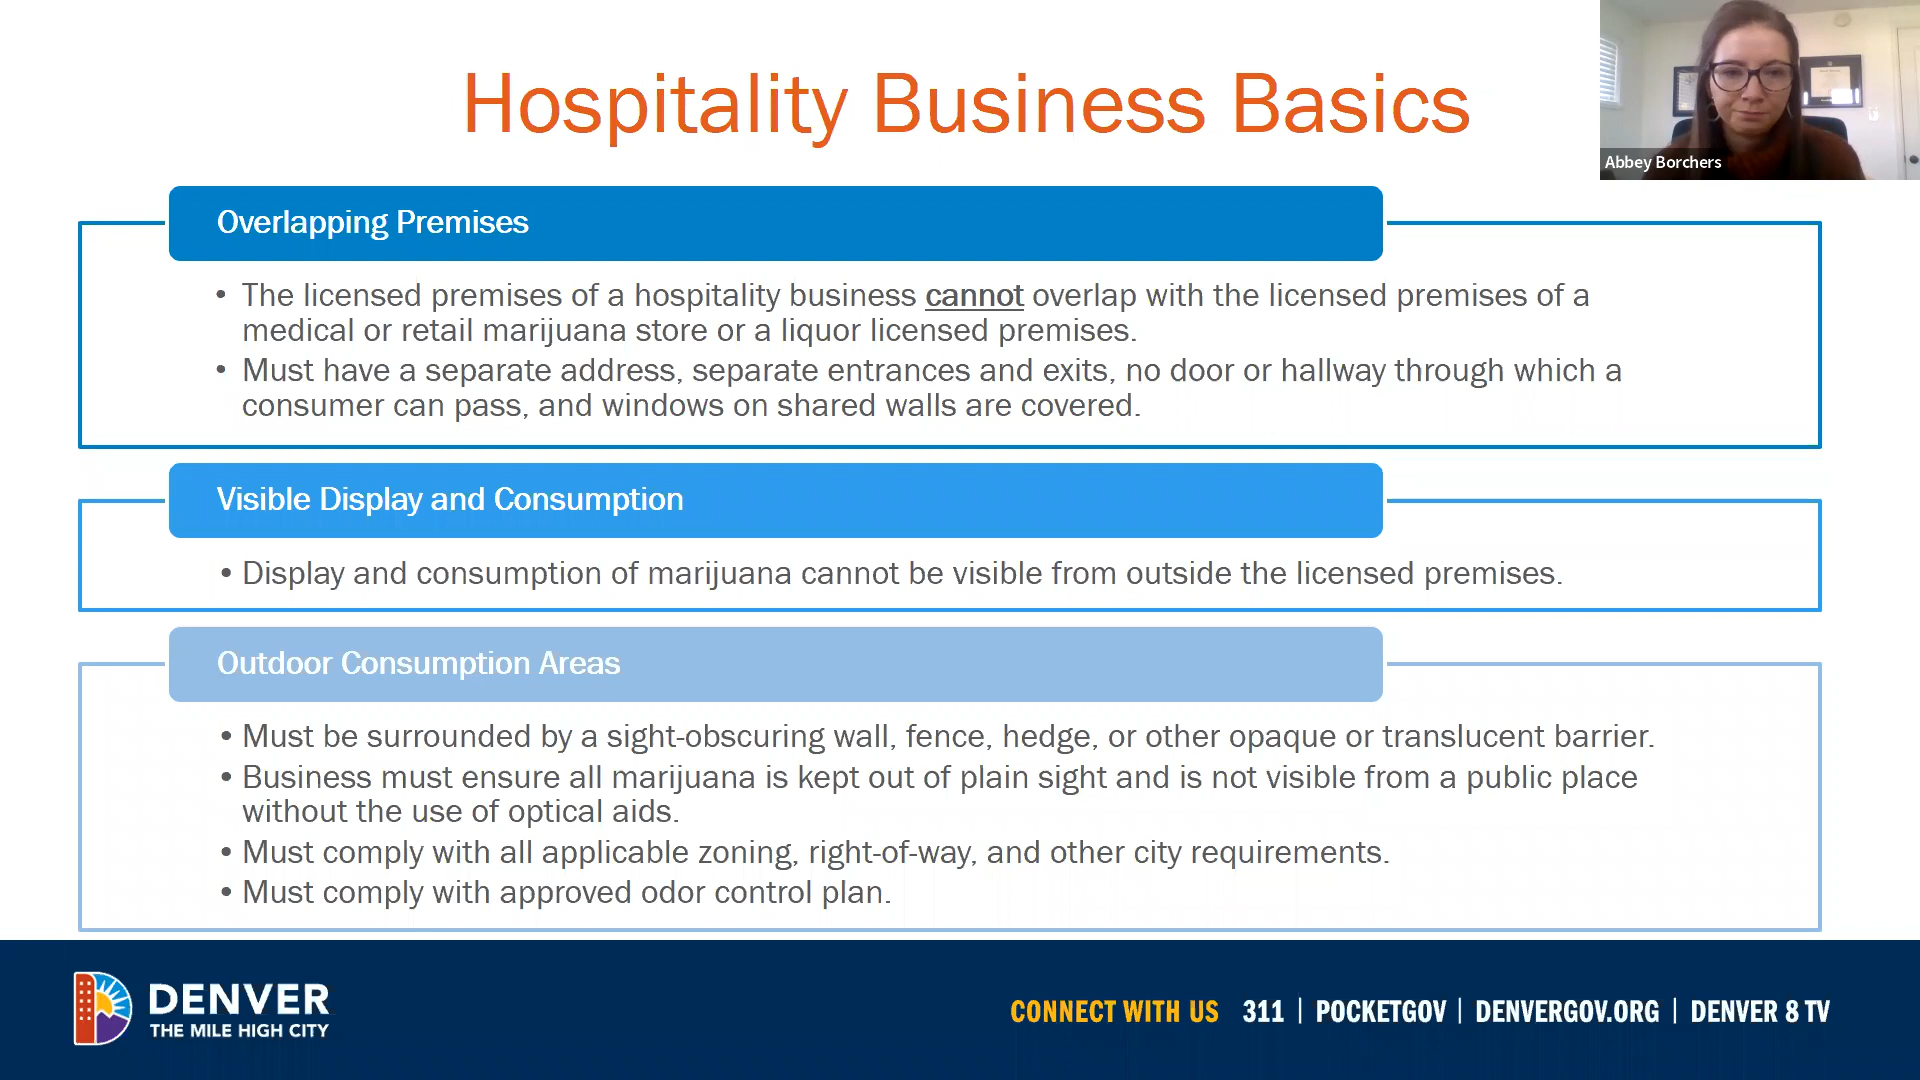 Hospitality Business Basics
Abbey Borchers
Overlapping Premises
• The licensed premises of a hospitality business cannot overlap with the licensed premises of a
medical or retail marijuana store or a liquor licensed premises.
• Must have a separate address, separate entrances and exits, no door or hallway through which a
consumer can pass, and windows on shared walls are covered.
Visible Display and Consumption
• Display and consumption of marijuana cannot be visible from outside the licensed premises.
Outdoor Consumption Areas
• Must be surrounded by a sight-obscuring wall, fence, hedge, or other opaque or translucent barrier.
• Business must ensure all marijuana is kept out of plain sight and is not visible from a public place
without the use of optical aids.
• Must comply with all applicable zoning, right-of-way, and other city requirements.
• Must comply with approved odor control plan.
DENVER
THE MILE HIGH CITY
CONNECT WITH US 311 | POCKETGOV | DENVERGOV.ORG | DENVER 8 TV